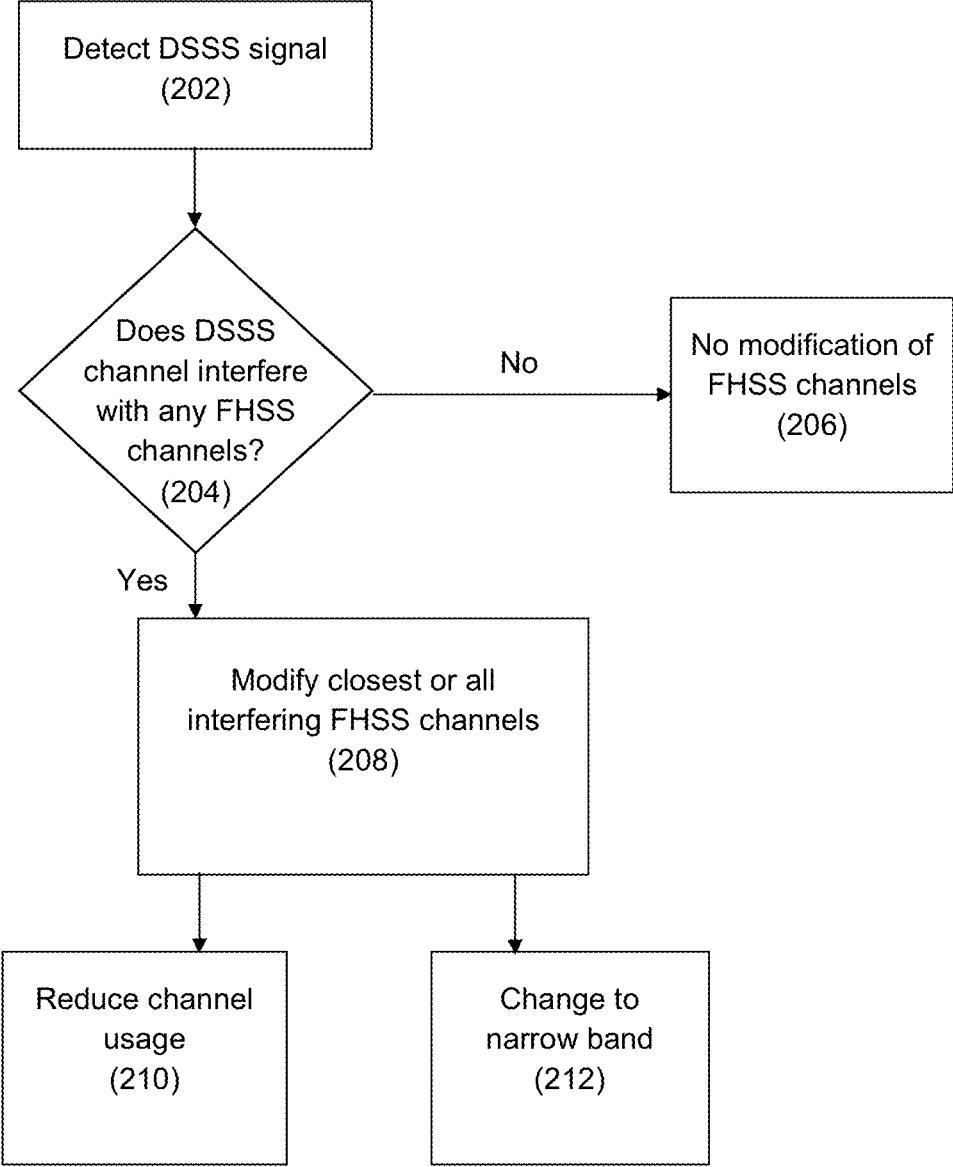 Detect DSSS signal
(202)
Does DSSS
channel interfere
with any FHSS
channels?
(204)
No
No modification of
FHSS channels
(206)
Yes
Modify closest or all
interfering FHSS channels
(208)
Reduce channel
usage
(210)
Change to
narrow band
(212)